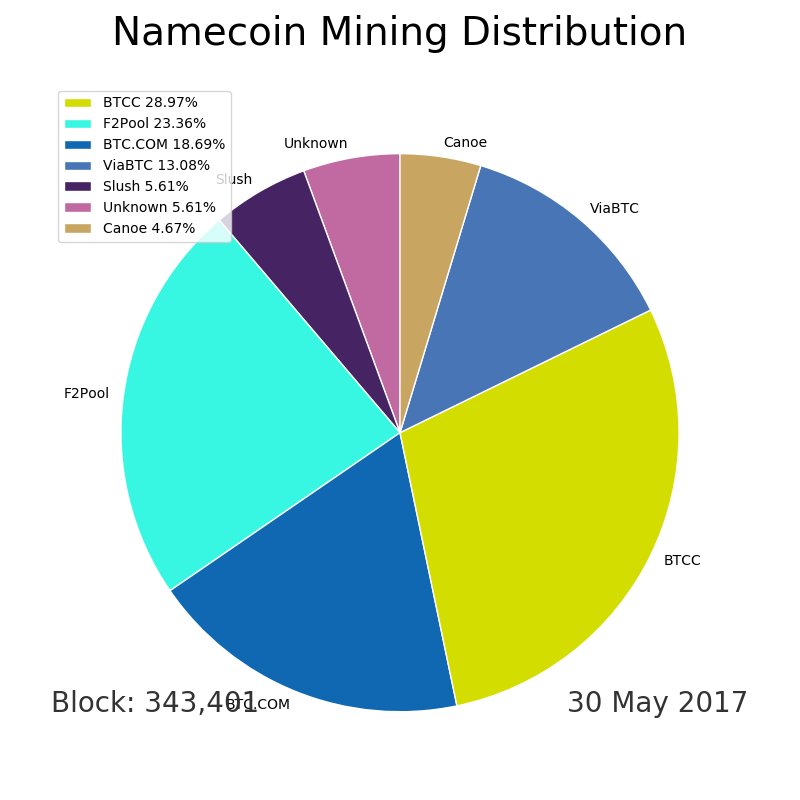 Namecoin Mining Distribution
BTCC 28.97%
F2Pool 23.36%
BTC.COM 18.69%
ViaBTC 13.08%
Slush 5.61%
Unknown 5.61%
Canoe 4.67%
Unknown
Canoe
Slush
ViaBTC
F2Pool
BTCC
Block: 343,401
BTC.COM
30 May 2017